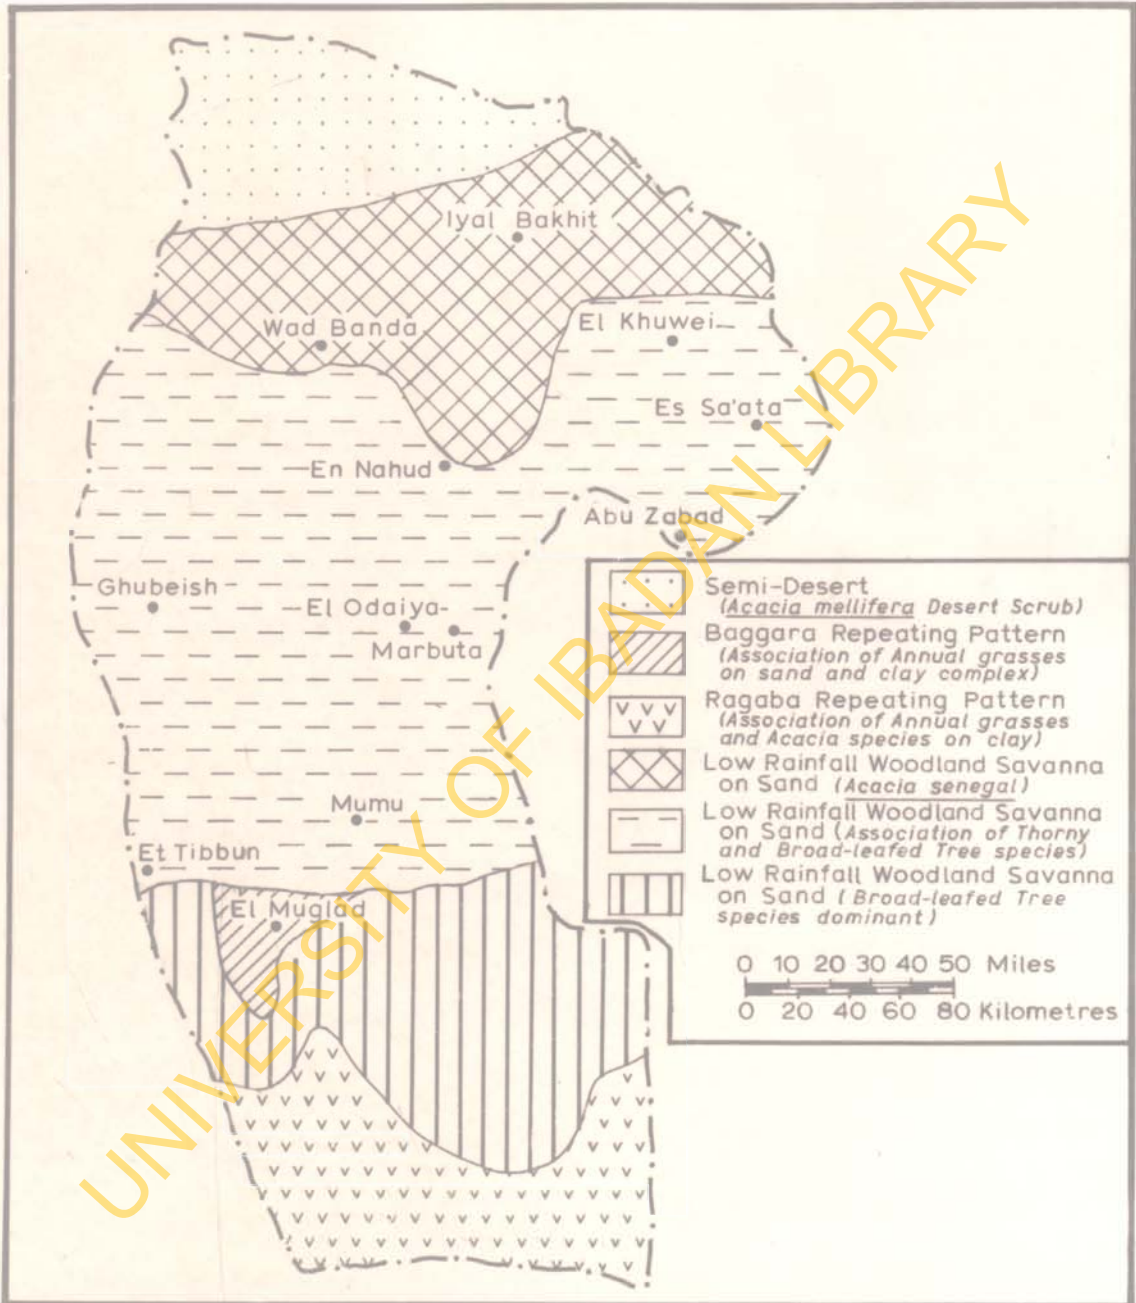 Iyal Bakhit
Wad Banda
El Khuwei
Es Sa'ata
En Nahud
Abu Zabad
Ghubeish
El Odaiya
Marbuta
Mumu
Et Tibbun
El Muglad
Semi-Desert
(Acacia mellifera Desert Scrub)
Baggara Repeating Pattern
(Association of Annual grasses
on sand and clay complex)
Ragaba Repeating Pattern
(Association of Annual grasses
and Acacia species on clay)
Low Rainfall Woodland Savanna
on Sand (Acacia senegal)
Low Rainfall Woodland Savanna
on Sand (Association of Thorny
and Broad-leafed Tree species)
Low Rainfall Woodland Savanna
on Sand (Broad-leafed Tree
species dominant)
0 10 20 30 40 50 Miles
0 20 40 60 80 Kilometres
UNIVERSITY OF IBADAN LIBRARY